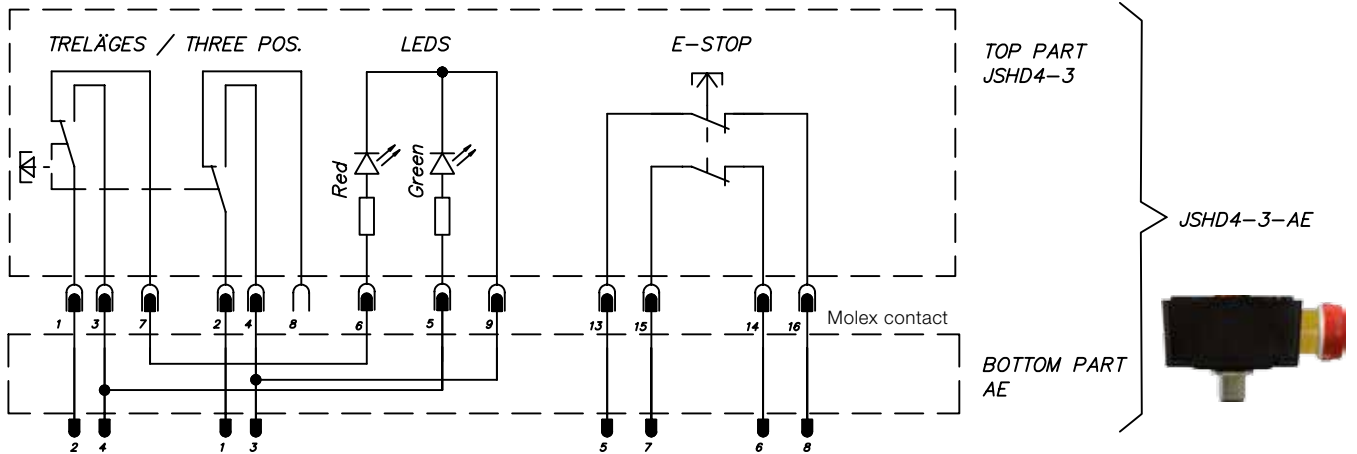 TRELÄGES / THREE POS.
LEDS
E-STOP
TOP PART
JSHD4-3
Red
Green
JSHD4-3-AE
1 3 7 2 4 8 6 5 9 13 15 14 16
Molex contact
BOTTOM PART
AE
2 4 1 3 5 7 6 8